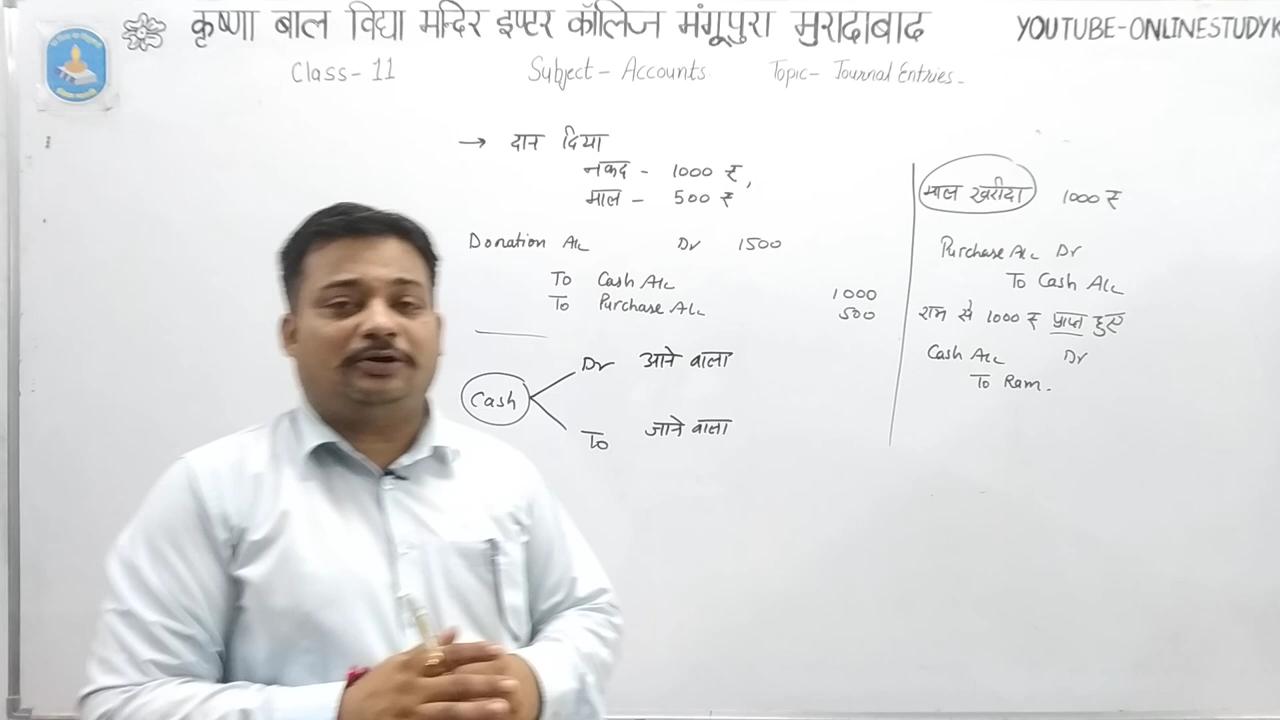 कृष्णा बाल विद्या मन्दिर इण्टर कॉलिज मंगूपुरा मुरादाबाद
YOUTUBE-ONLINESTUDYK
Class-11 Subject- Accounts Topic- Journal Entries.
→ दान दिया
नकद - 1000 ₹,
माल - 500 ₹
Donation A/c Dr 1500
To Cash A/c 1000
To Purchase A/c 500
Cash
Dr आने वाला
To जाने वाला
माल खरीदा 1000 ₹
Purchase A/c Dr
To Cash A/c
राम से 1000 ₹ प्राप्त हुए
Cash A/c Dr
To Ram.